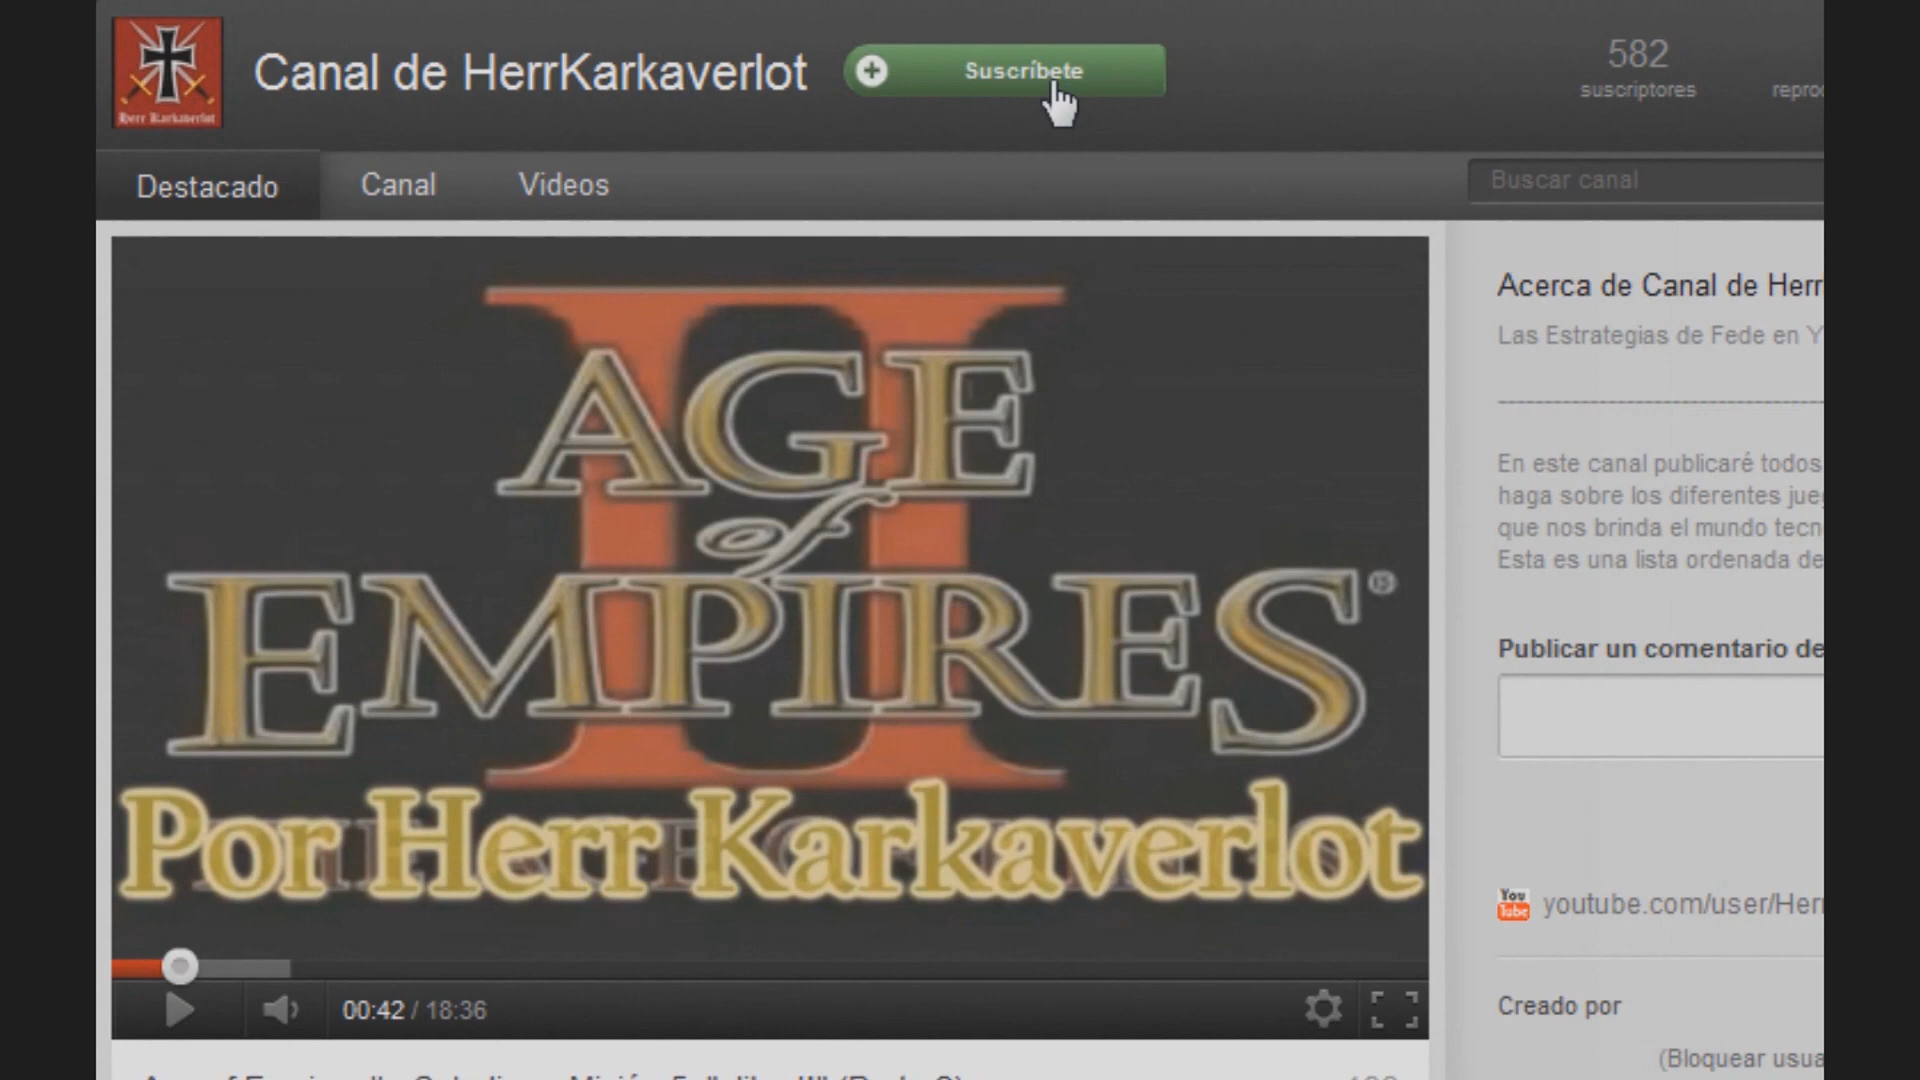 Canal de HerrKarkaverlot
Suscríbete
582
suscriptores
Herr Karkaverlot
Destacado
Canal
Videos
Buscar canal
AGE
of
EMPIRES®
II
Por Herr Karkaverlot
00:42 / 18:36
Acerca de Canal de Herr
Las Estrategias de Fede en Y
En este canal publicaré todos
haga sobre los diferentes jue
que nos brinda el mundo tecn
Esta es una lista ordenada de
Publicar un comentario de
You
Tube
youtube.com/user/Herr
Creado por
(Bloquear usua